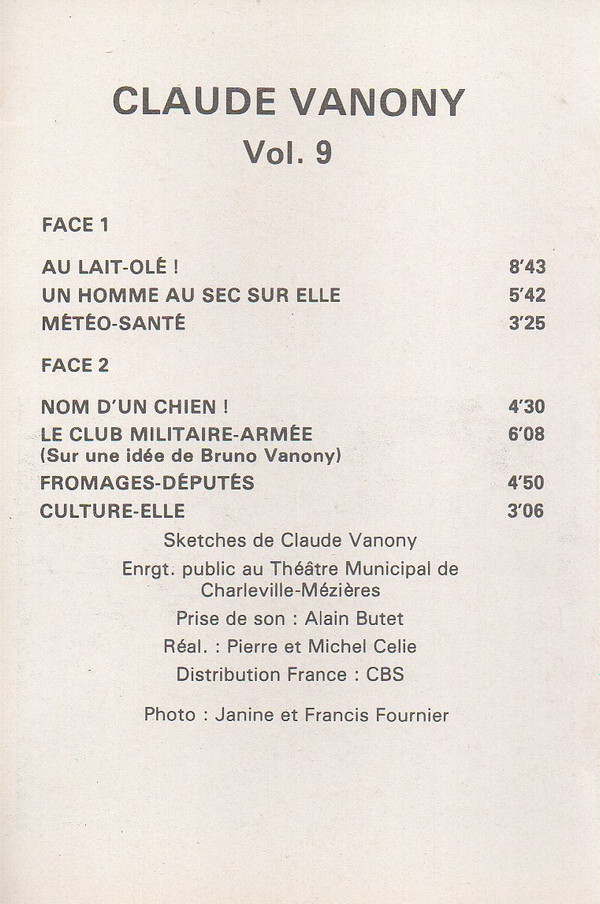 CLAUDE VANONY
Vol. 9
FACE 1
AU LAIT-OLÉ ! 8'43
UN HOMME AU SEC SUR ELLE 5'42
MÉTÉO-SANTÉ 3'25
FACE 2
NOM D'UN CHIEN ! 4'30
LE CLUB MILITAIRE-ARMÉE 6'08
(Sur une idée de Bruno Vanony)
FROMAGES-DÉPUTÉS 4'50
CULTURE-ELLE 3'06
Sketches de Claude Vanony
Enrgt. public au Théâtre Municipal de
Charleville-Mézières
Prise de son : Alain Butet
Réal. : Pierre et Michel Celie
Distribution France : CBS
Photo : Janine et Francis Fournier